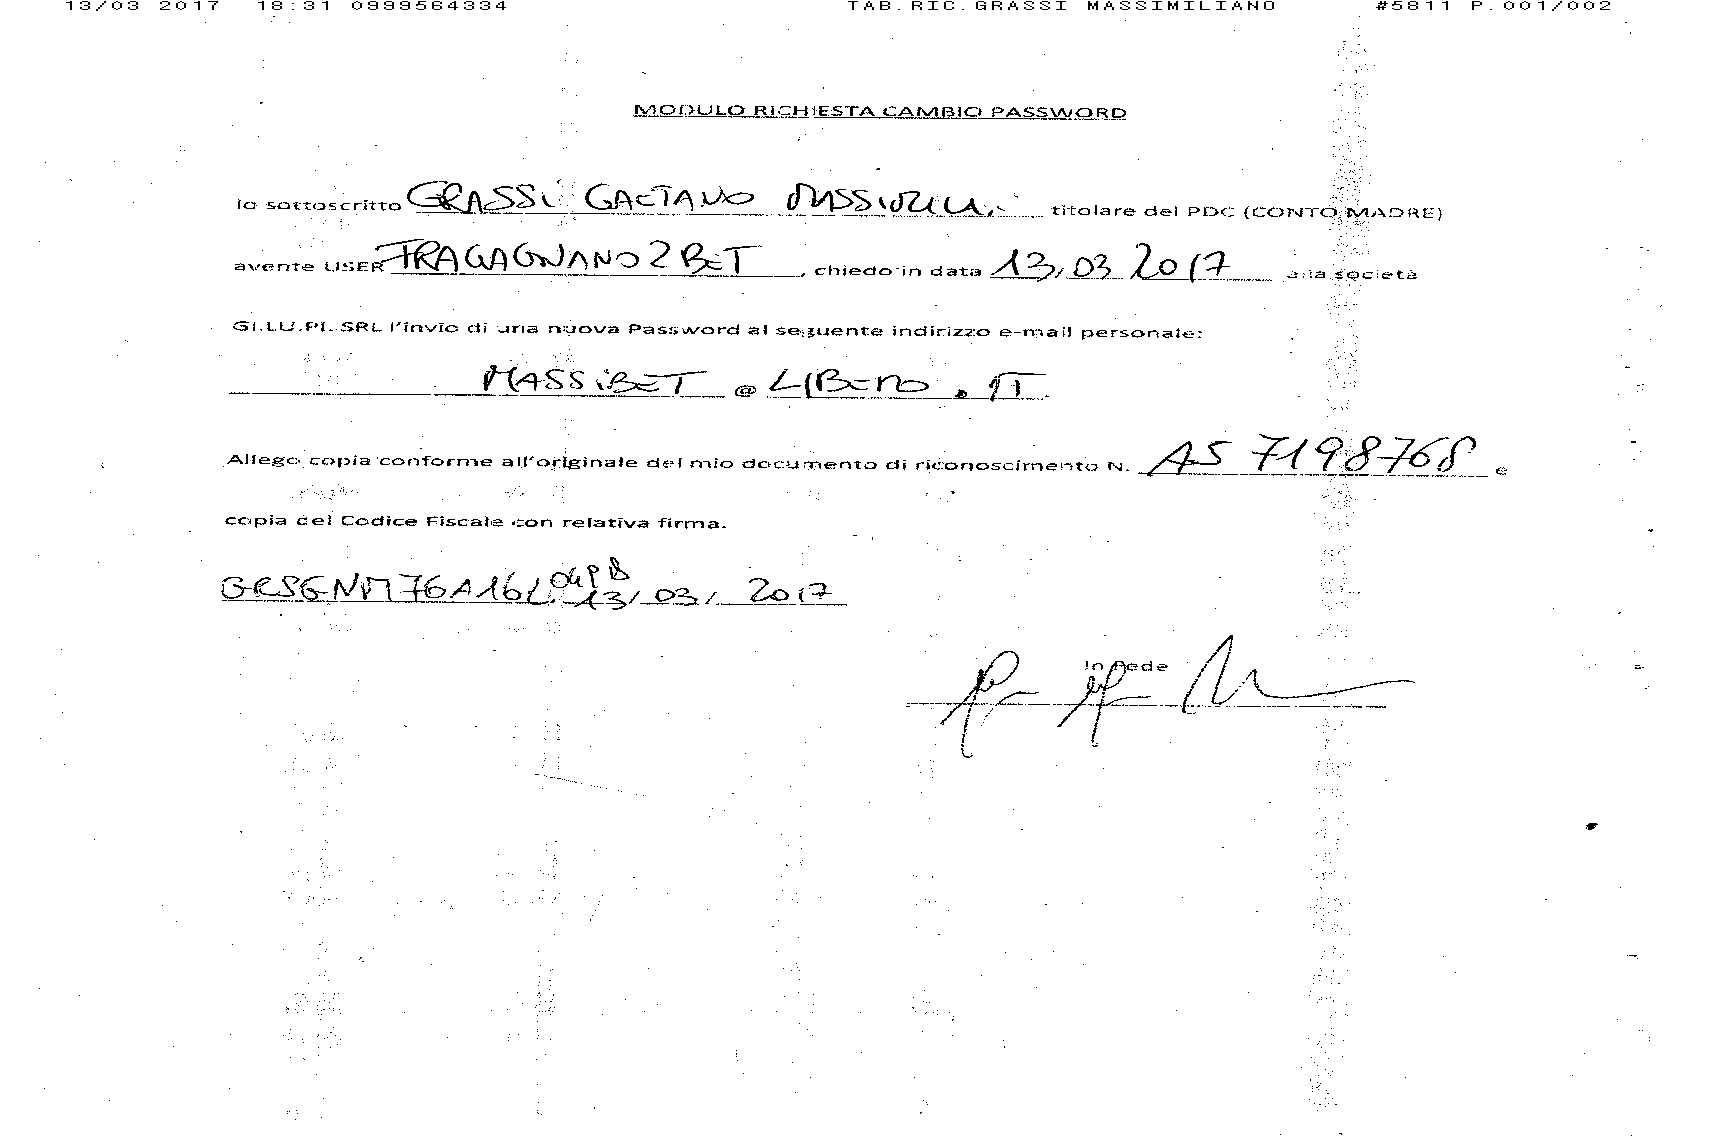 13/03 2017 18:31 0999564334 TAB.RIC.GRASSI MASSIMILIANO #5811 P.001/002
MODULO RICHIESTA CAMBIO PASSWORD
Io sottoscritto GRASSI GAETANO titolare del PDC (CONTO MADRE)
avente USER FRAGAGNANO2BET , chiedo in data 13/03 2017 alla società
GI.LU.PI. SRL l'invio di una nuova Password al seguente indirizzo e-mail personale:
MASSIBET @ LIBERO . IT
Allego copia conforme all'originale del mio documento di riconoscimento N. AS 7198768 e
copia del Codice Fiscale con relativa firma.
13/03/ 2017
In Fede